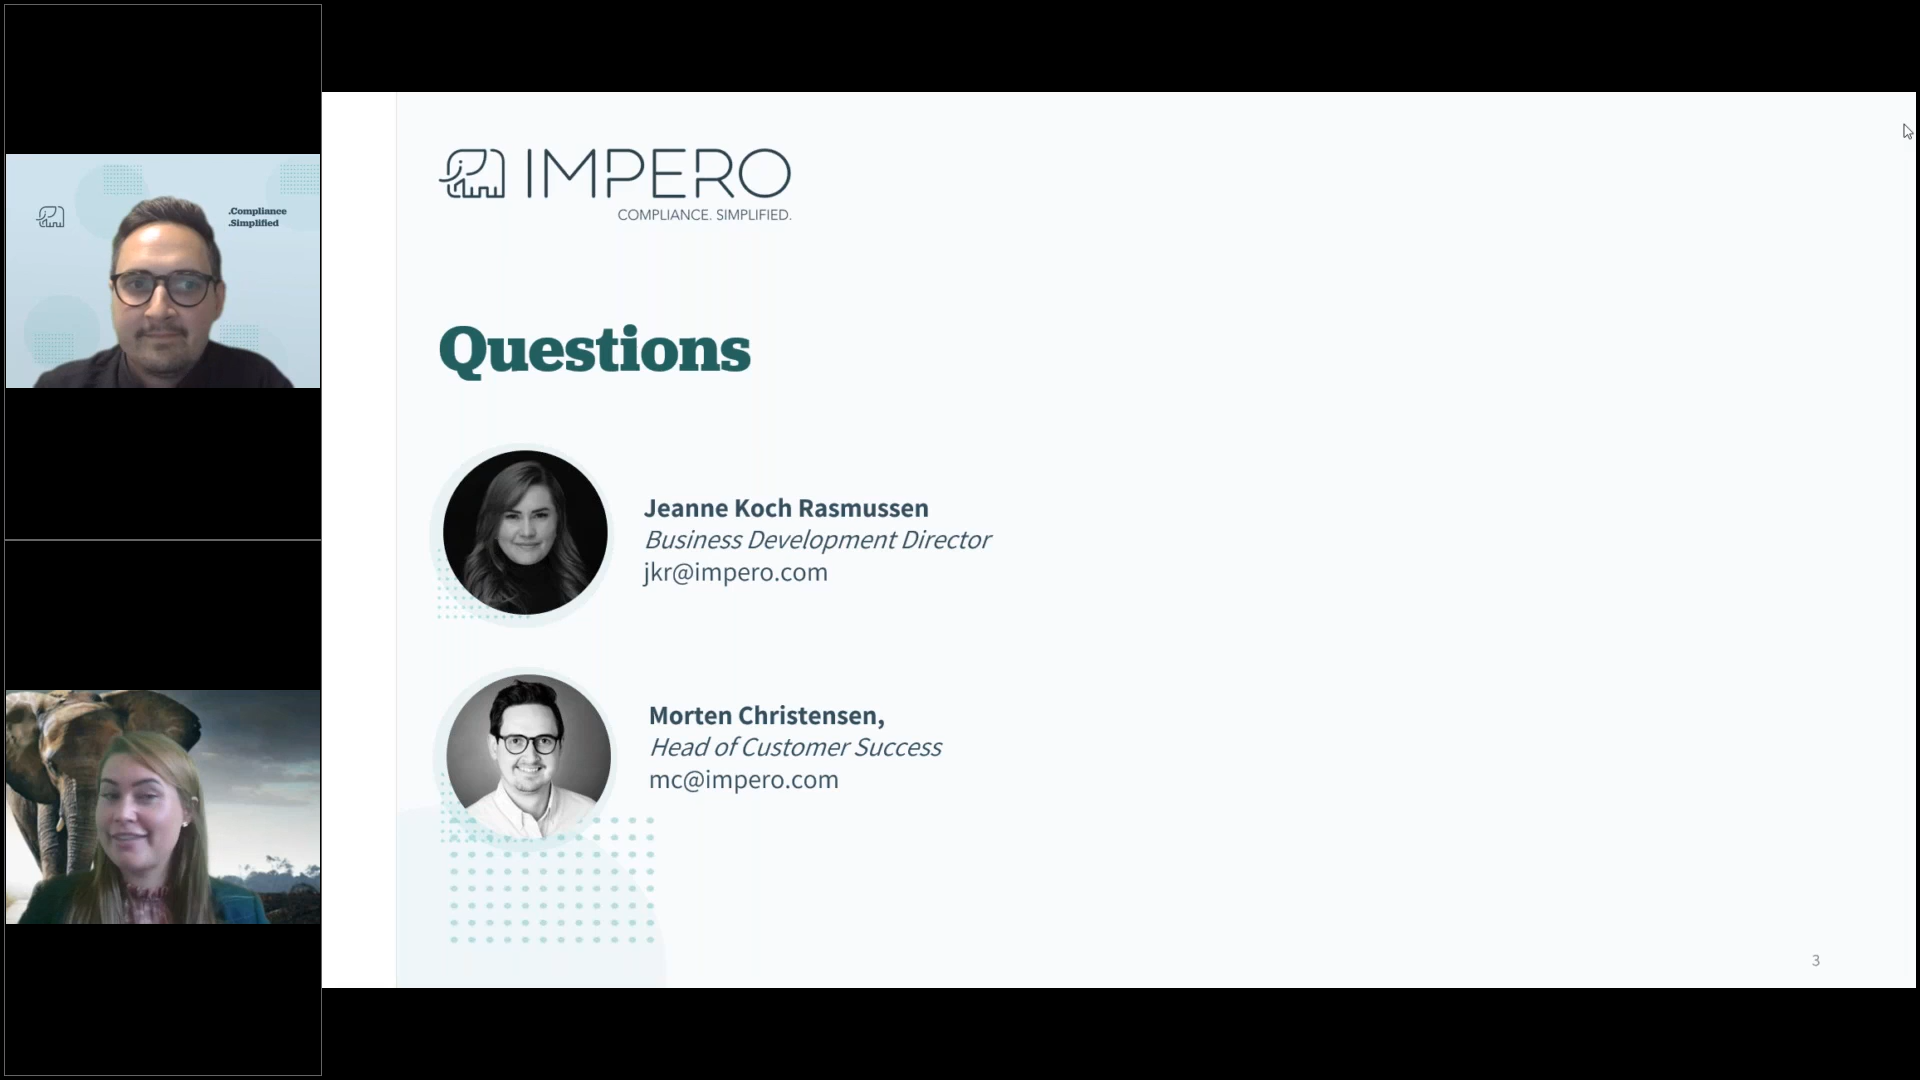 .Compliance
.Simplified
IMPERO
COMPLIANCE. SIMPLIFIED.
Questions
Jeanne Koch Rasmussen
Business Development Director
jkr@impero.com
Morten Christensen,
Head of Customer Success
mc@impero.com
3